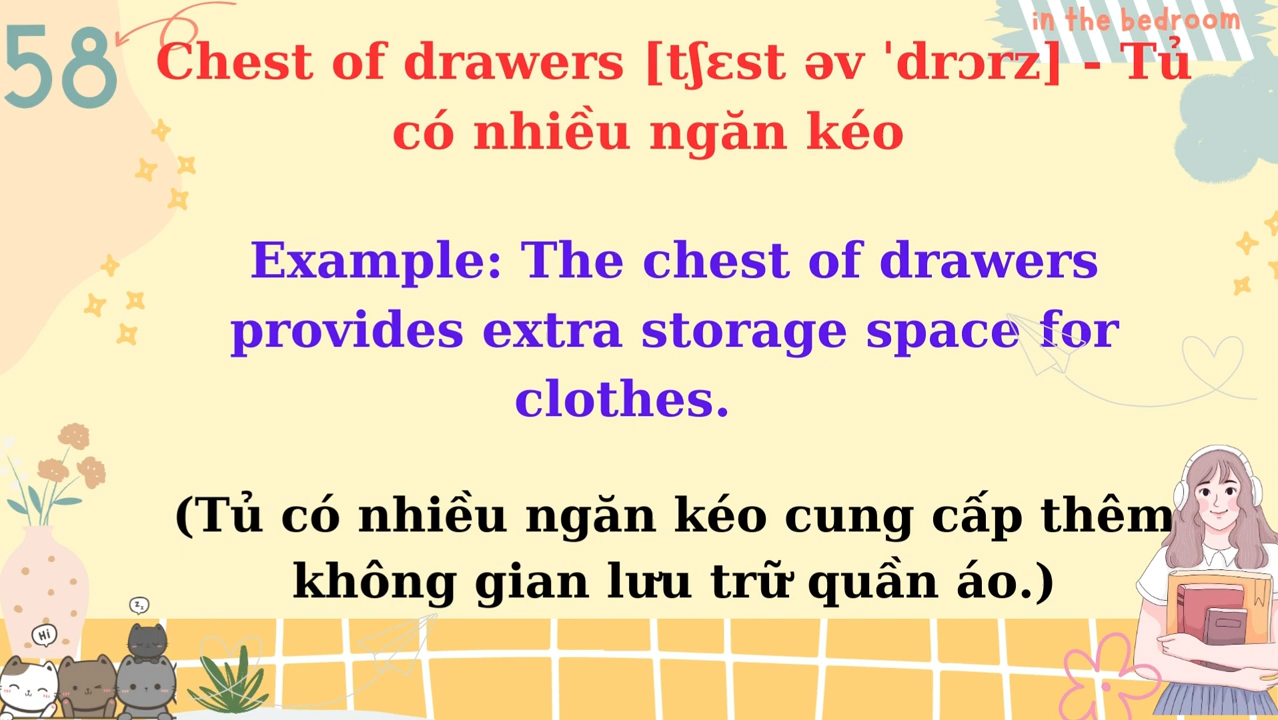 58
in the bedroom
Chest of drawers [tʃɛst əv ˈdrɔrz] - Tủ
có nhiều ngăn kéo
Example: The chest of drawers
provides extra storage space for
clothes.
(Tủ có nhiều ngăn kéo cung cấp thêm
không gian lưu trữ quần áo.)
z z
Hi